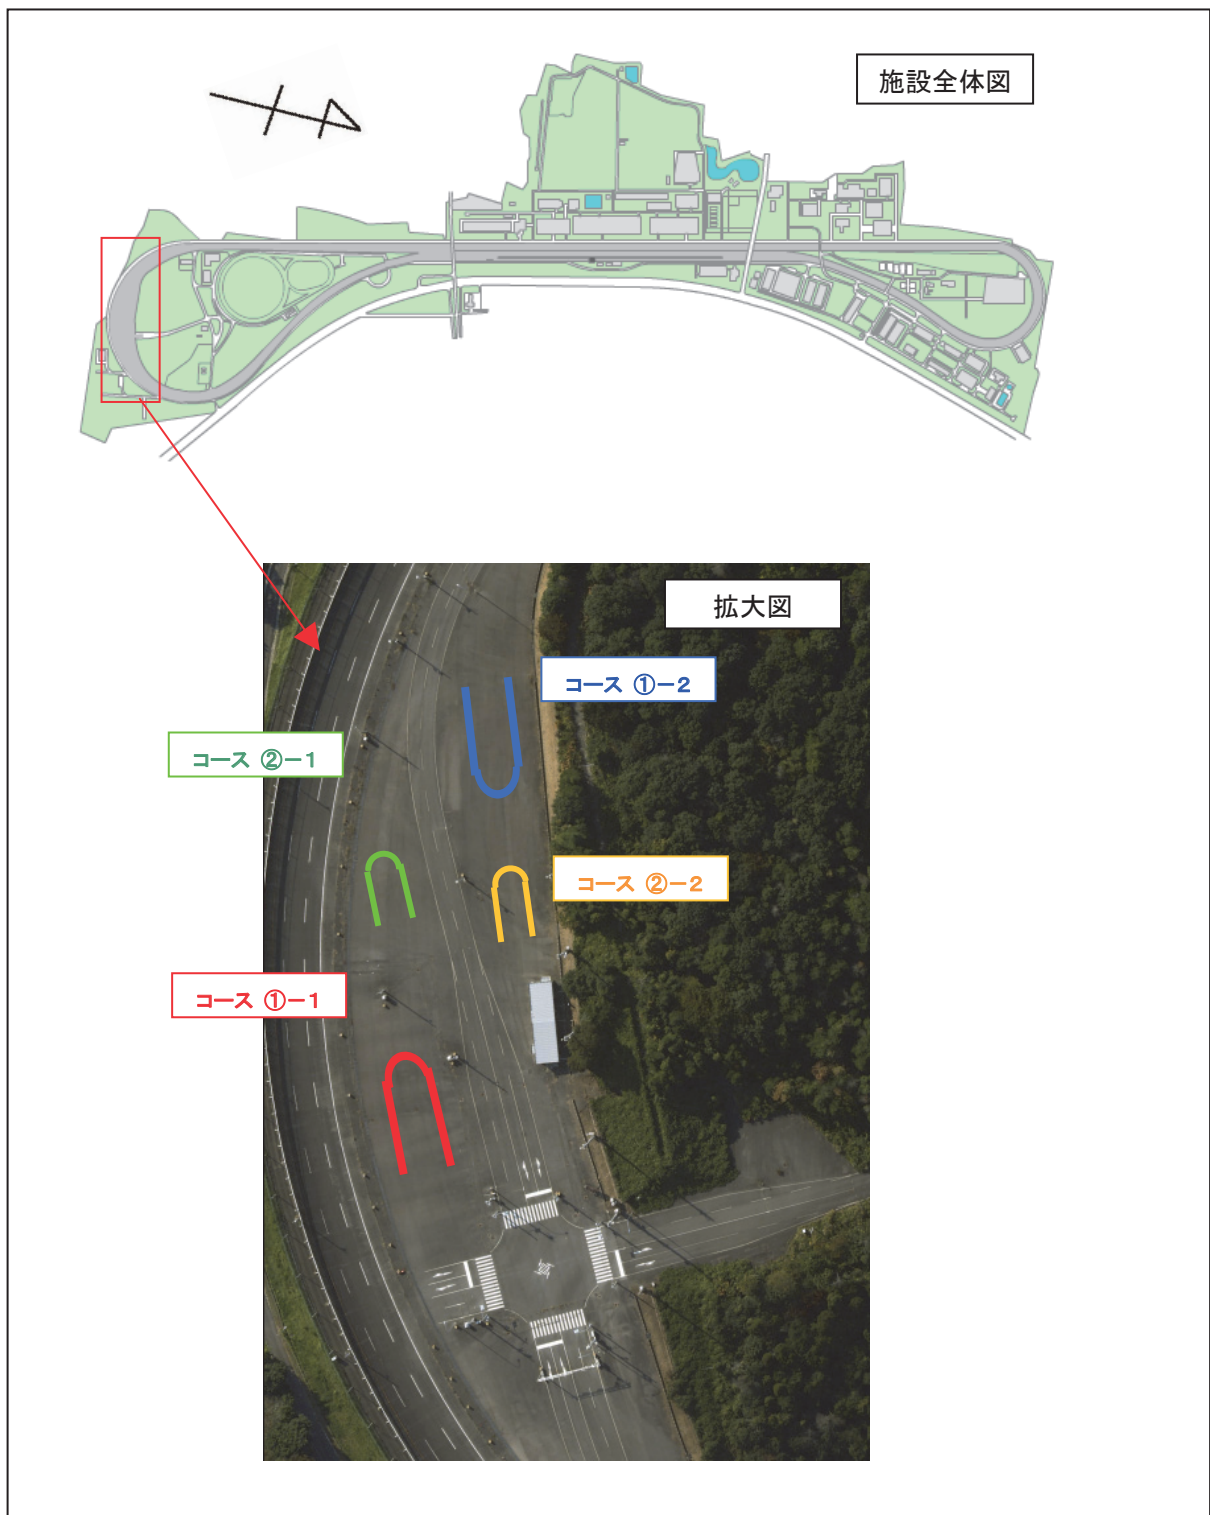 施設全体図
拡大図
コース ①－２
コース ②－１
コース ②－２
コース ①－１